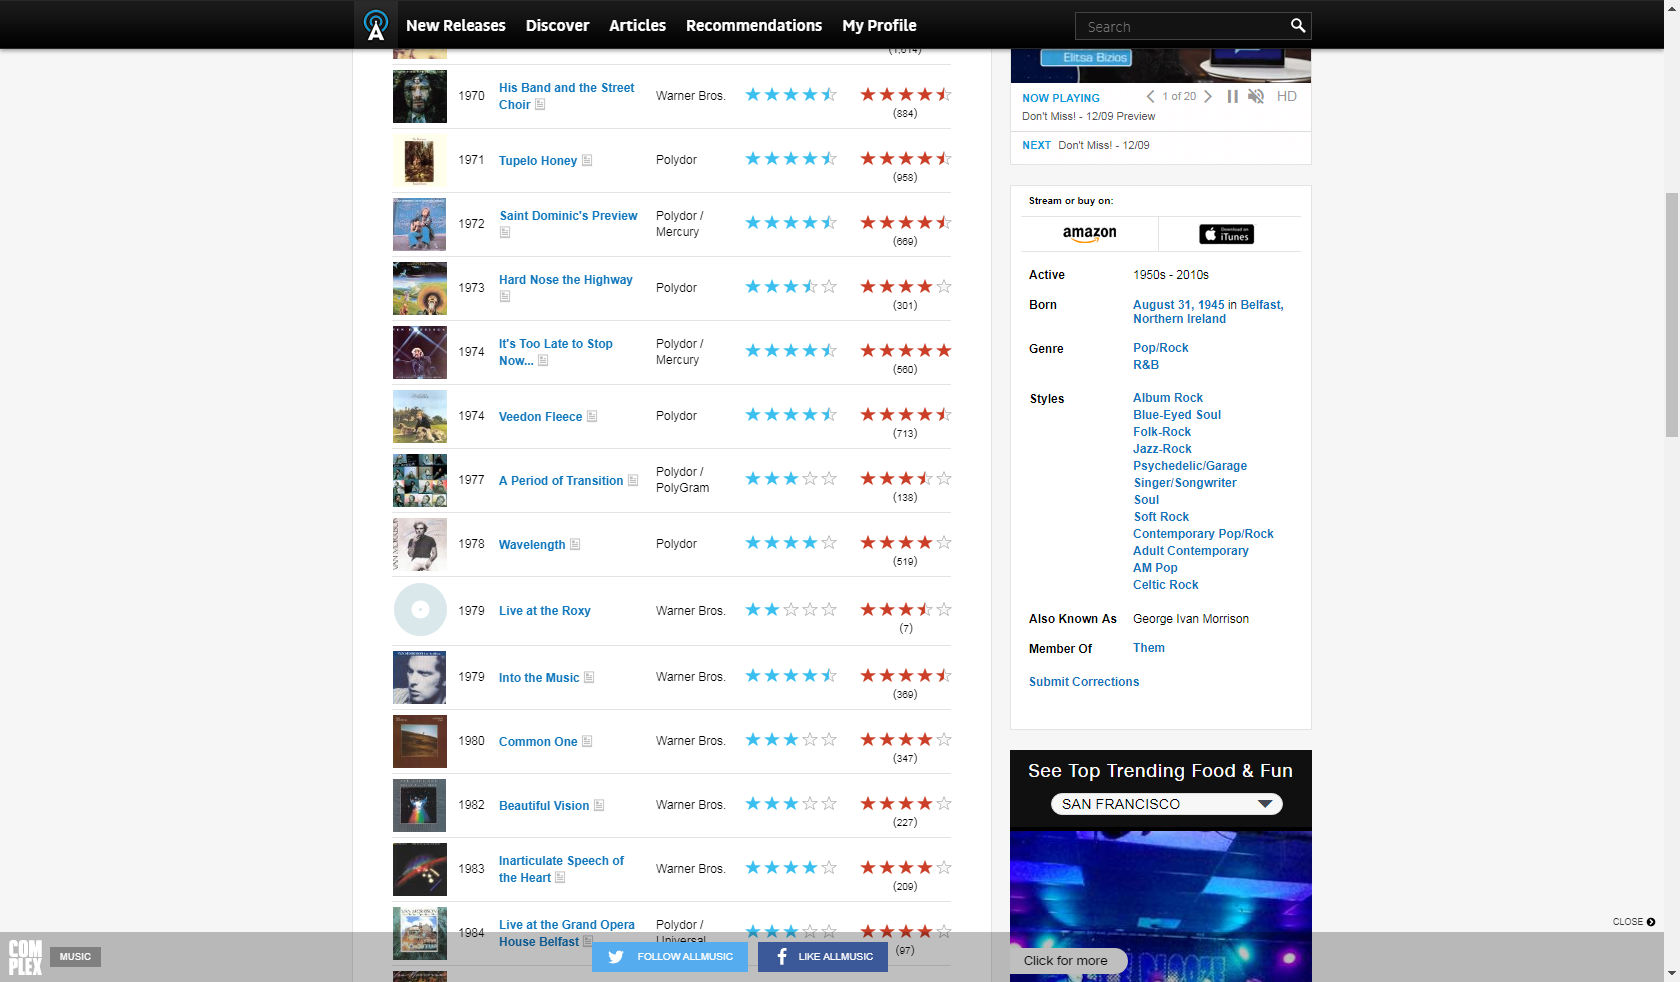 New Releases
Discover
Articles
Recommendations
My Profile
Search
1970
His Band and the Street
Choir
Warner Bros.
(884)
1971
Tupelo Honey
Polydor
(958)
1972
Saint Dominic's Preview
Polydor /
Mercury
(669)
1973
Hard Nose the Highway
Polydor
(301)
1974
It's Too Late to Stop
Now...
Polydor /
Mercury
(560)
1974
Veedon Fleece
Polydor
(713)
1977
A Period of Transition
Polydor /
PolyGram
(138)
1978
Wavelength
Polydor
(519)
1979
Live at the Roxy
Warner Bros.
(7)
1979
Into the Music
Warner Bros.
(369)
1980
Common One
Warner Bros.
(347)
1982
Beautiful Vision
Warner Bros.
(227)
1983
Inarticulate Speech of
the Heart
Warner Bros.
(209)
1984
Live at the Grand Opera
House Belfast
Polydor /
Universal
(97)
Elitsa Bizios
NOW PLAYING
1 of 20
HD
Don't Miss! - 12/09 Preview
NEXT Don't Miss! - 12/09
Stream or buy on:
amazon
Download on
iTunes
Active
1950s - 2010s
Born
August 31, 1945 in Belfast,
Northern Ireland
Genre
Pop/Rock
R&B
Styles
Album Rock
Blue-Eyed Soul
Folk-Rock
Jazz-Rock
Psychedelic/Garage
Singer/Songwriter
Soul
Soft Rock
Contemporary Pop/Rock
Adult Contemporary
AM Pop
Celtic Rock
Also Known As
George Ivan Morrison
Member Of
Them
Submit Corrections
See Top Trending Food & Fun
SAN FRANCISCO
Click for more
CLOSE
COM
PLEX
MUSIC
FOLLOW ALLMUSIC
LIKE ALLMUSIC